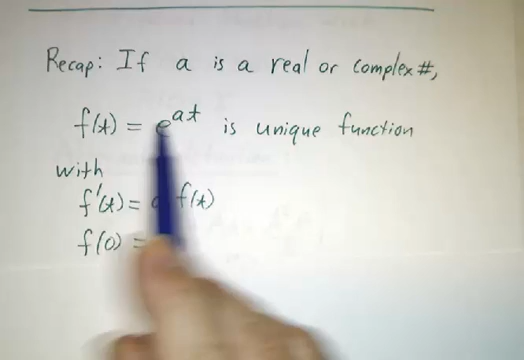 Recap: If a is a real or complex #,
f(t) = e^at is unique function
with
f'(t) = f(t)
f(0) =